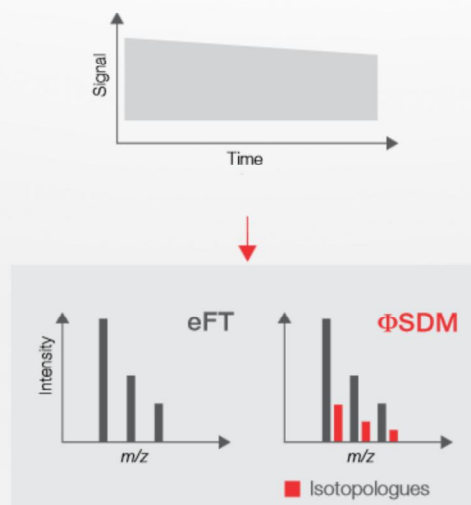 Signal
Time
eFT
ΦSDM
Intensity
m/z
m/z
Isotopologues